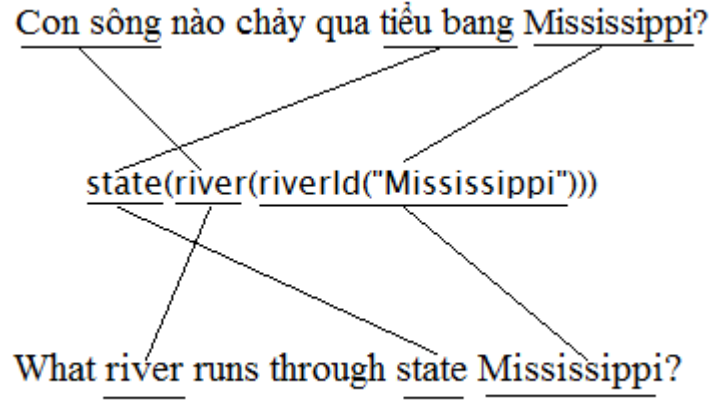 Con sông nào chảy qua tiểu bang Mississippi?
state(river(riverId("Mississippi")))
What river runs through state Mississippi?